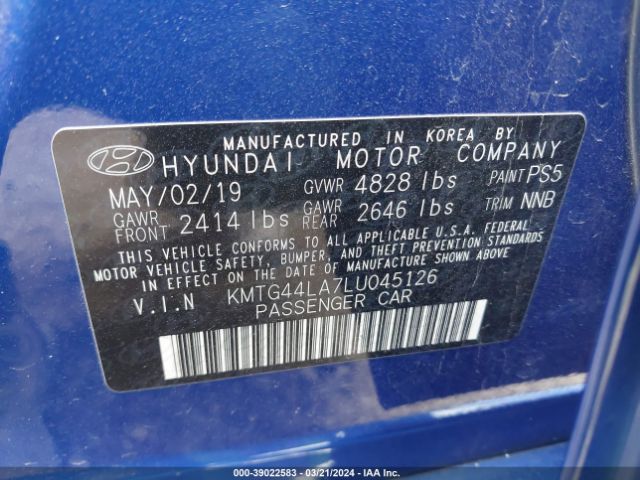 MANUFACTURED IN KOREA BY
HYUNDAI MOTOR COMPANY
MAY/02/19 GVWR 4828 lbs PAINT PS5
GAWR FRONT 2414 lbs GAWR REAR 2646 lbs TRIM NNB
THIS VEHICLE CONFORMS TO ALL APPLICABLE U.S.A. FEDERAL
MOTOR VEHICLE SAFETY, BUMPER, AND THEFT PREVENTION STANDARDS
IN EFFECT ON THE DATE OF MANUFACTURE SHOWN ABOVE.
V.I.N KMTG44LA7LU045126
PASSENGER CAR
000-39022583 - 03/21/2024 - IAA Inc.